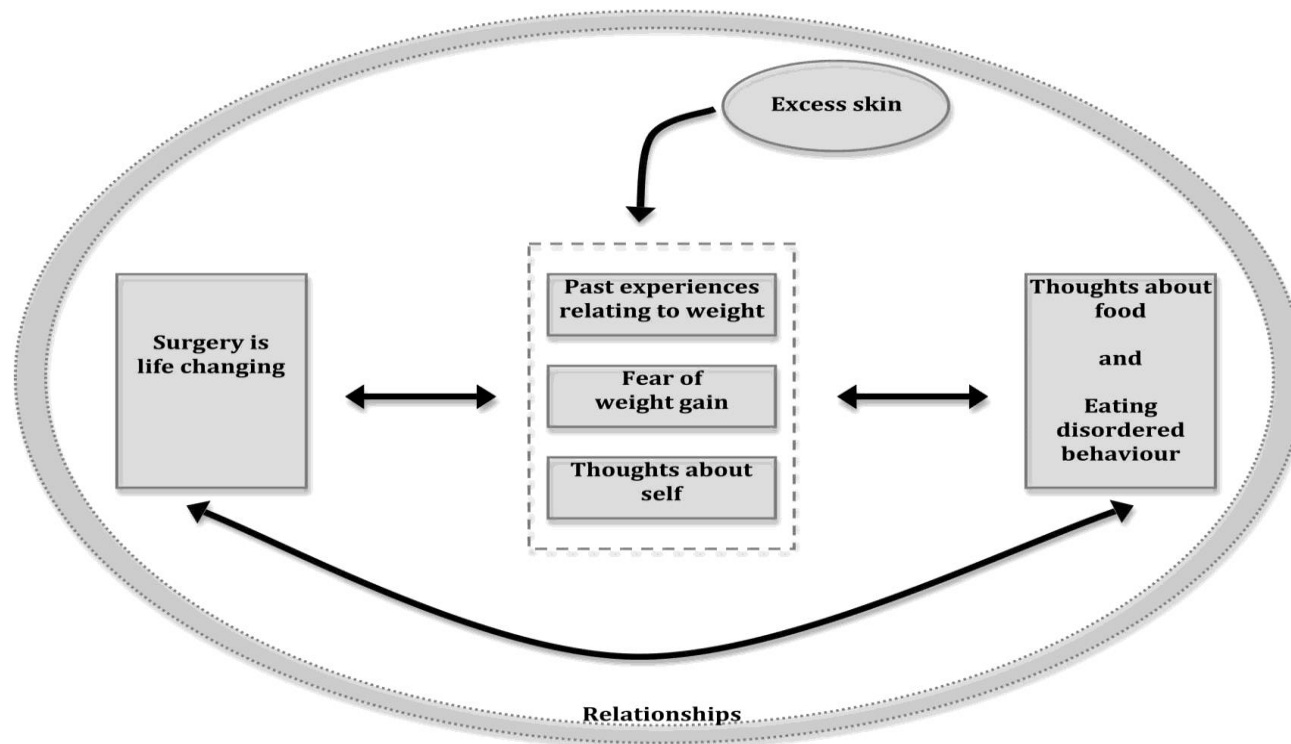 Excess skin
Surgery is
life changing
Past experiences
relating to weight
Fear of
weight gain
Thoughts about
self
Thoughts about
food
and
Eating
disordered
behaviour
Relationships